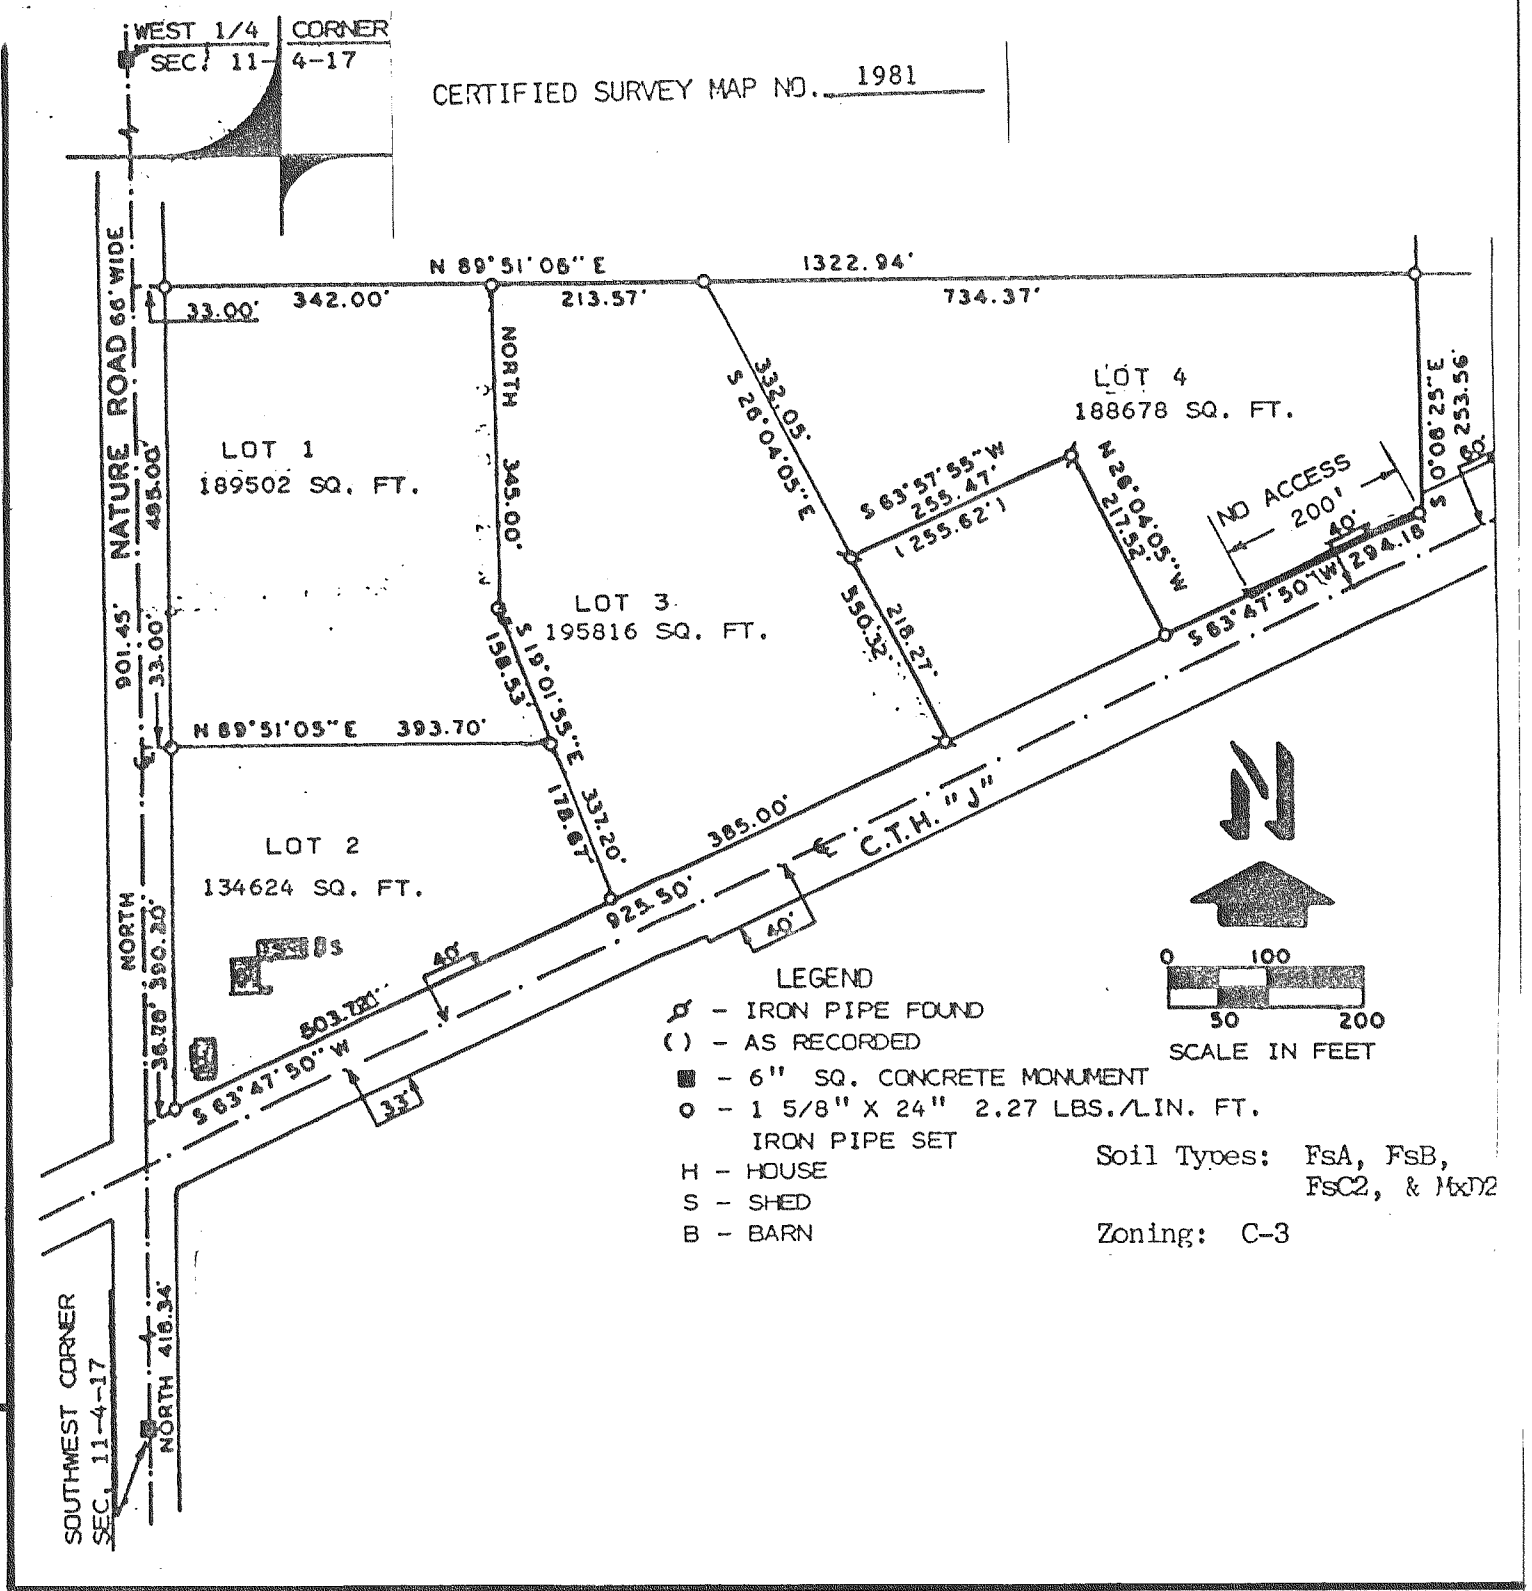 WEST 1/4 CORNER
SEC. 11-4-17
CERTIFIED SURVEY MAP NO. 1981
NATURE ROAD 66' WIDE
N 89°51'06" E 1322.94'
33.00' 342.00' 213.57' 734.37'
NORTH 345.00'
332.05'
S 26°04'05" E
LOT 4
188678 SQ. FT.
S 0°08'25" E
253.56'
60'
LOT 1
189502 SQ. FT.
495.00'
S 63°57'55" W
255.47'
(255.62')
N 26°04'05" W
217.52'
NO ACCESS
200'
40'
S 63°47'50" W 294.18'
LOT 3
195816 SQ. FT.
901.45'
33.00'
S 19°01'55" E
158.53'
550.32'
218.27'
N 89°51'05" E 393.70'
337.20'
178.67'
385.00'
C.T.H. "J"
LOT 2
134624 SQ. FT.
NORTH
390.20'
36.78'
925.50'
40'
40'
S
S 63°47'50" W
33'
0 100
50 200
SCALE IN FEET
LEGEND
- IRON PIPE FOUND
( ) - AS RECORDED
- 6" SQ. CONCRETE MONUMENT
- 1 5/8" X 24" 2.27 LBS./LIN. FT.
IRON PIPE SET
H - HOUSE
S - SHED
B - BARN
Soil Types: FsA, FsB,
FsC2, & MxD2
Zoning: C-3
NORTH 418.34'
SOUTHWEST CORNER
SEC. 11-4-17